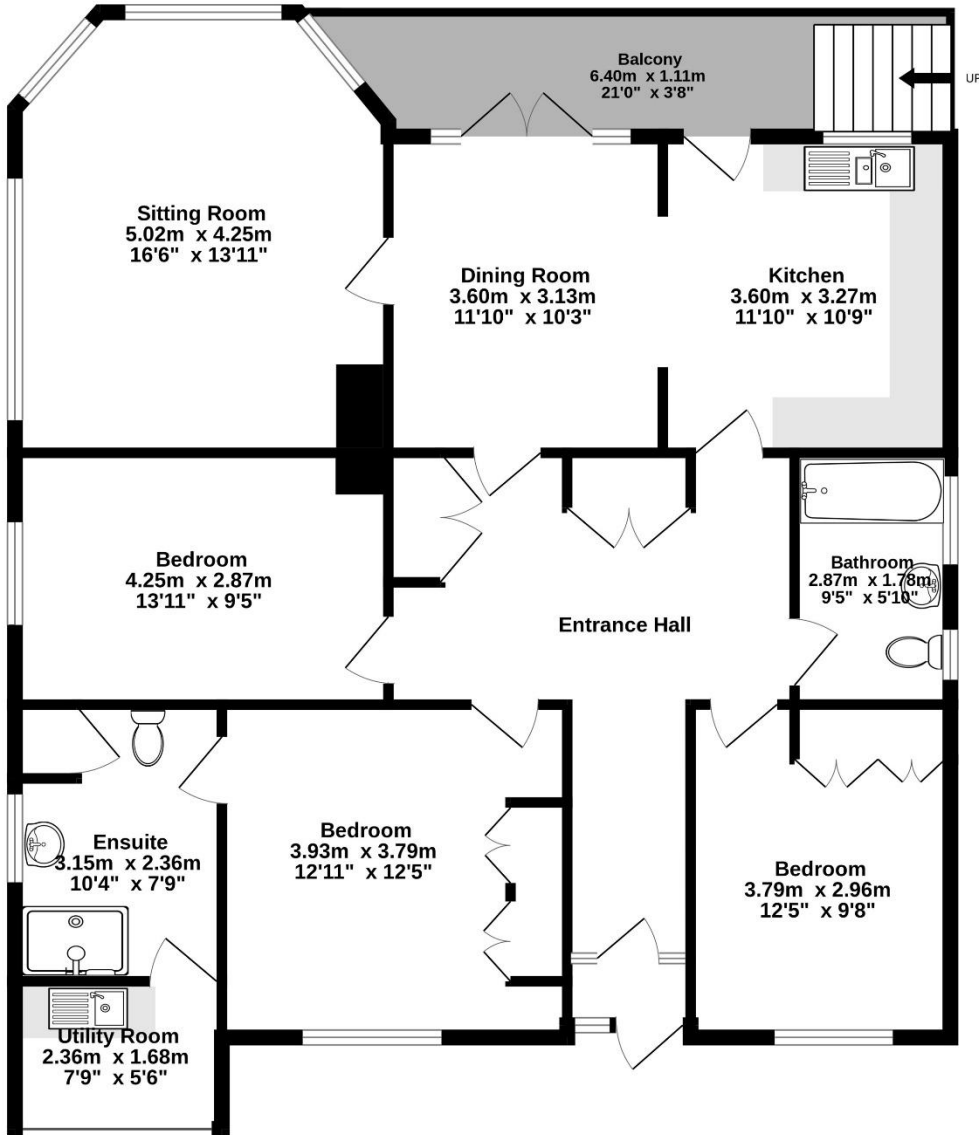 Balcony
6.40m x 1.11m
21'0" x 3'8"
UP
Sitting Room
5.02m x 4.25m
16'6" x 13'11"
Dining Room
3.60m x 3.13m
11'10" x 10'3"
Kitchen
3.60m x 3.27m
11'10" x 10'9"
Bedroom
4.25m x 2.87m
13'11" x 9'5"
Entrance Hall
Bathroom
2.87m x 1.78m
9'5" x 5'10"
Ensuite
3.15m x 2.36m
10'4" x 7'9"
Bedroom
3.93m x 3.79m
12'11" x 12'5"
Bedroom
3.79m x 2.96m
12'5" x 9'8"
Utility Room
2.36m x 1.68m
7'9" x 5'6"